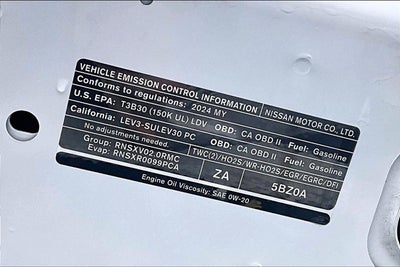 VEHICLE EMISSION CONTROL INFORMATION NISSAN MOTOR CO., LTD.
Conforms to regulations: 2024 MY
U.S. EPA: T3B30 (150K UL) LDV OBD: CA OBD II Fuel: Gasoline
California: LEV3-SULEV30 PC OBD: CA OBD II Fuel: Gasoline
No adjustments needed. TWC(2)/HO2S/WR-HO2S/EGR/EGRC/DFI
Group: RNSXV02.0RMC
Evap: RNSXR0099PCA ZA 5BZ0A
Engine Oil Viscosity: SAE 0W-20